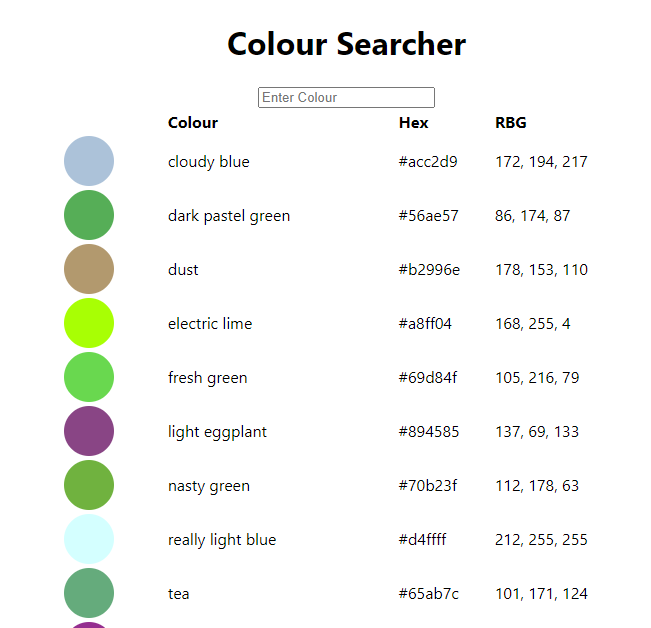 Colour Searcher
Enter Colour
Colour Hex RBG
cloudy blue #acc2d9 172, 194, 217
dark pastel green #56ae57 86, 174, 87
dust #b2996e 178, 153, 110
electric lime #a8ff04 168, 255, 4
fresh green #69d84f 105, 216, 79
light eggplant #894585 137, 69, 133
nasty green #70b23f 112, 178, 63
really light blue #d4ffff 212, 255, 255
tea #65ab7c 101, 171, 124